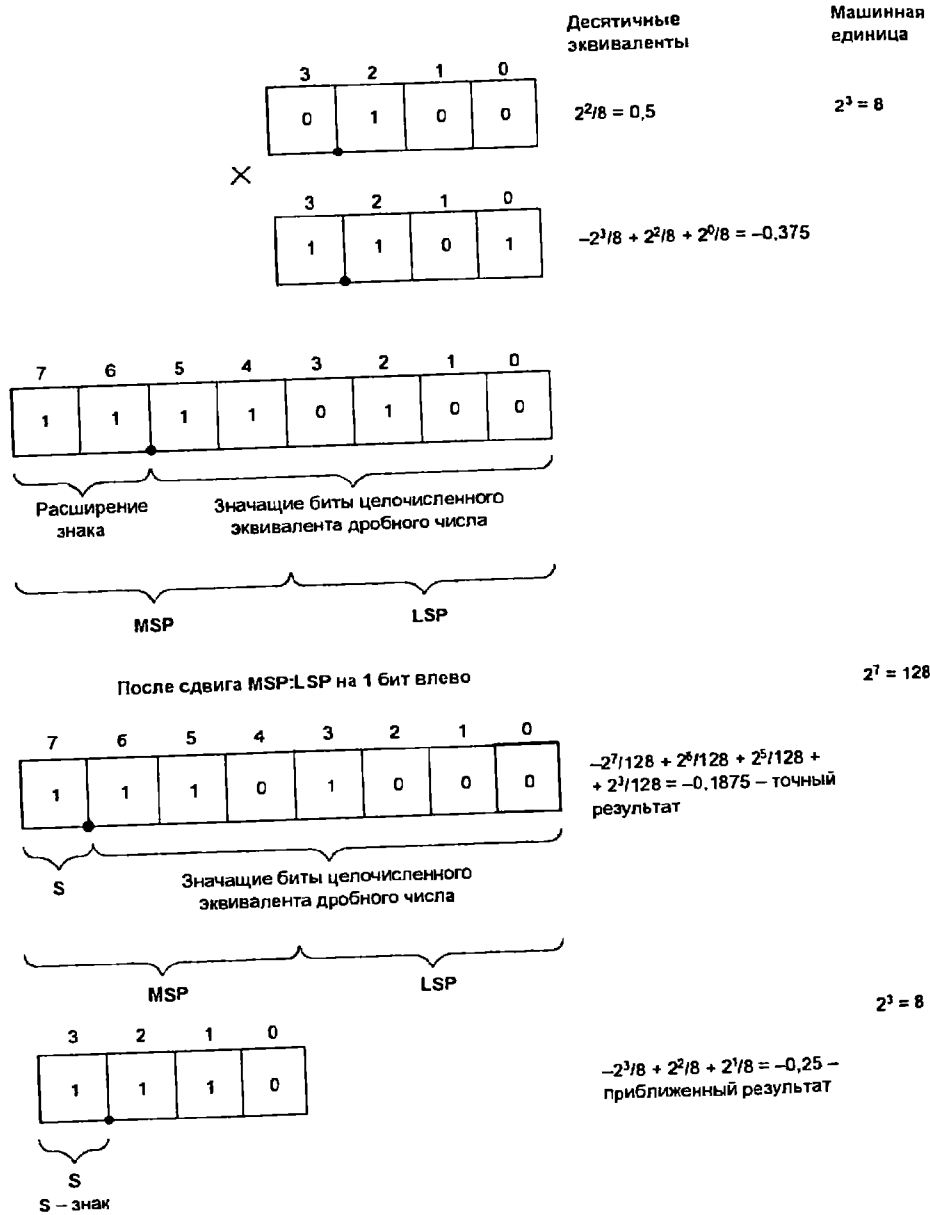 Десятичные
эквиваленты
Машинная
единица
3 2 1 0
0 1 0 0
2²/8 = 0,5
2³ = 8
×
3 2 1 0
1 1 0 1
–2³/8 + 2²/8 + 2⁰/8 = –0,375
7 6 5 4 3 2 1 0
1 1 1 1 0 1 0 0
Расширение
знака
Значащие биты целочисленного
эквивалента дробного числа
MSP
LSP
После сдвига MSP:LSP на 1 бит влево
2⁷ = 128
7 6 5 4 3 2 1 0
1 1 1 0 1 0 0 0
–2⁷/128 + 2⁶/128 + 2⁵/128 +
+ 2³/128 = –0,1875 – точный
результат
S
Значащие биты целочисленного
эквивалента дробного числа
MSP
LSP
2³ = 8
3 2 1 0
1 1 1 0
–2³/8 + 2²/8 + 2¹/8 = –0,25 –
приближенный результат
S
S – знак